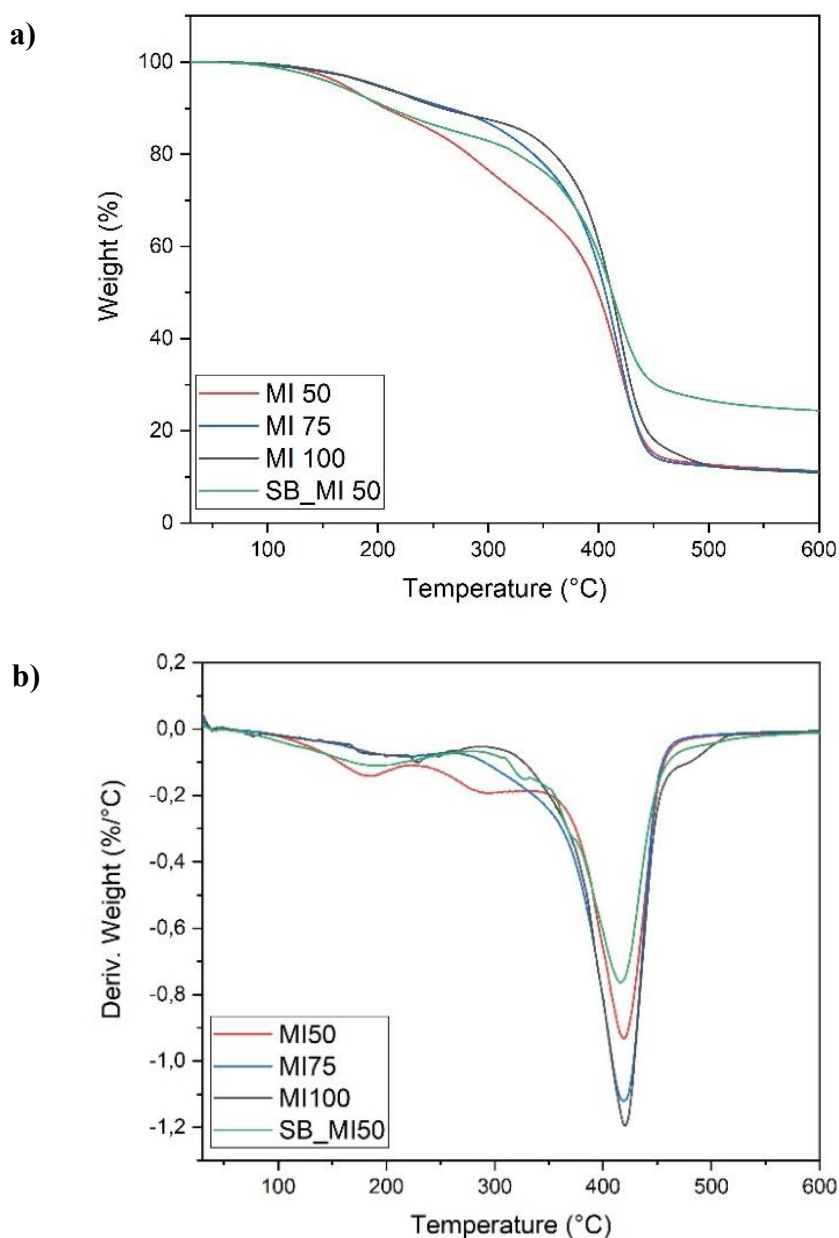 a)
100
80
60
40
20
0
Weight (%)
MI 50
MI 75
MI 100
SB_MI 50
100 200 300 400 500 600
Temperature (°C)
b)
0,2
0,0
-0,2
-0,4
-0,6
-0,8
-1,0
-1,2
Deriv. Weight (%/°C)
MI50
MI75
MI100
SB_MI50
100 200 300 400 500 600
Temperature (°C)